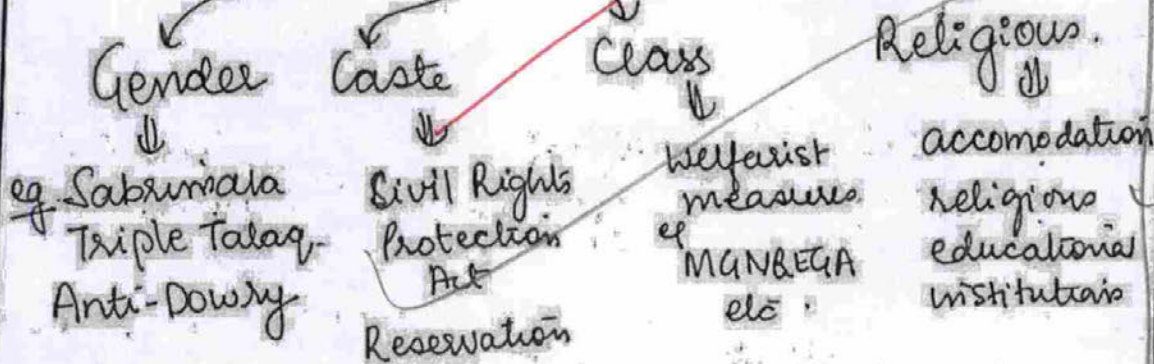 Gender
Caste
Class
Religious.
eg. Sabrimala
Triple Talaq.
Anti-Dowry
Civil Rights
Protection
Act
Reservation
Welfarist
measures.
eg
MGNREGA
etc.
accomodation
religious
educational
institutions